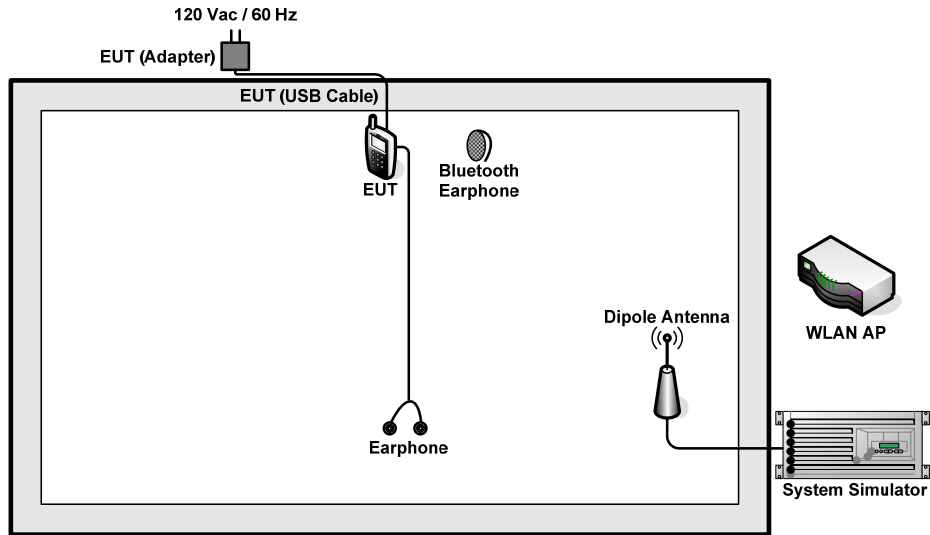 120 Vac / 60 Hz
EUT (Adapter)
EUT (USB Cable)
EUT
Bluetooth
Earphone
Dipole Antenna
WLAN AP
Earphone
System Simulator